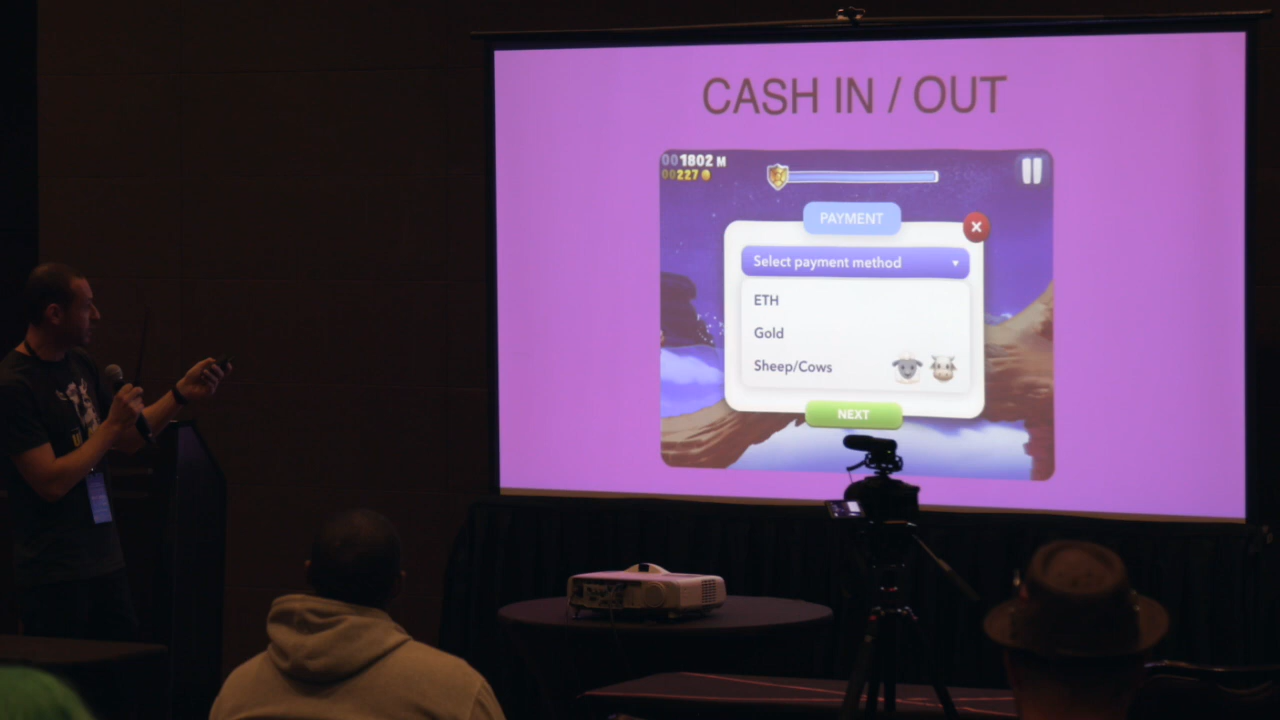 CASH IN / OUT
001802 M
00227
PAYMENT
Select payment method
ETH
Gold
Sheep/Cows
NEXT